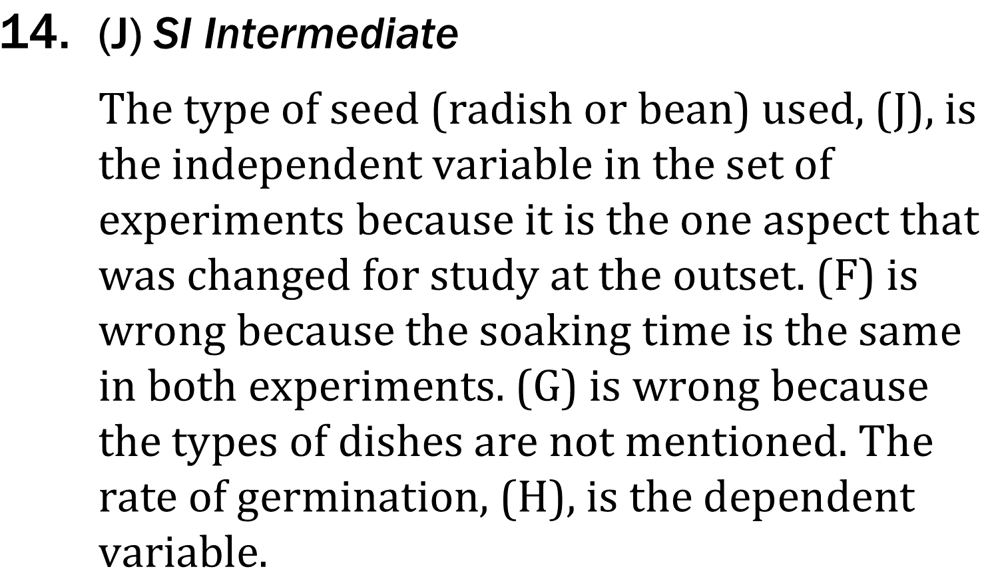 14. (J) SI Intermediate
The type of seed (radish or bean) used, (J), is
the independent variable in the set of
experiments because it is the one aspect that
was changed for study at the outset. (F) is
wrong because the soaking time is the same
in both experiments. (G) is wrong because
the types of dishes are not mentioned. The
rate of germination, (H), is the dependent
variable.